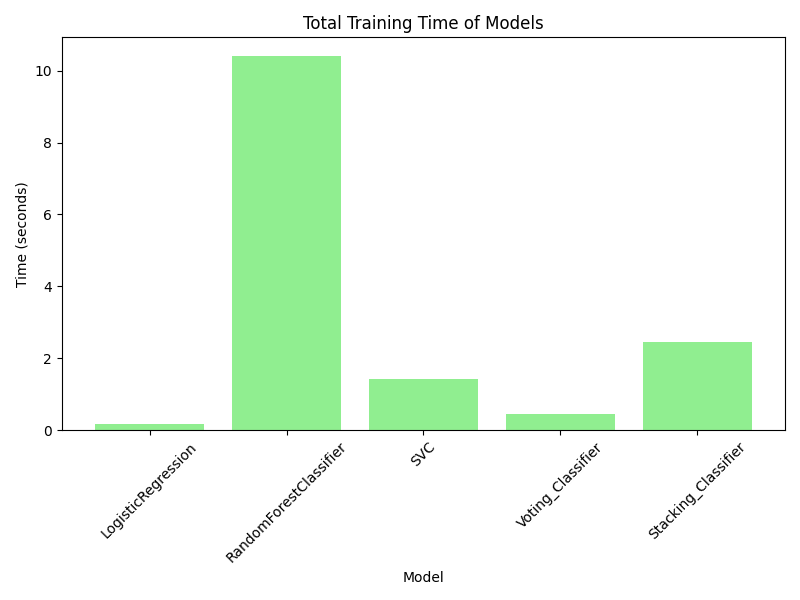 Total Training Time of Models
Time (seconds)
10
8
6
4
2
0
LogisticRegression
RandomForestClassifier
SVC
Voting_Classifier
Stacking_Classifier
Model